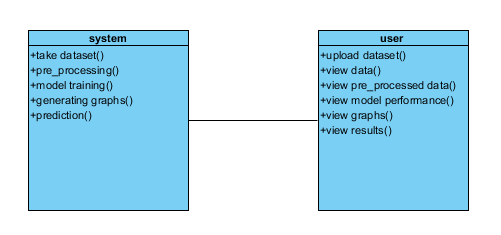 system
+take dataset()
+pre_processing()
+model training()
+generating graphs()
+prediction()
user
+upload dataset()
+view data()
+view pre_processed data()
+view model performance()
+view graphs()
+view results()